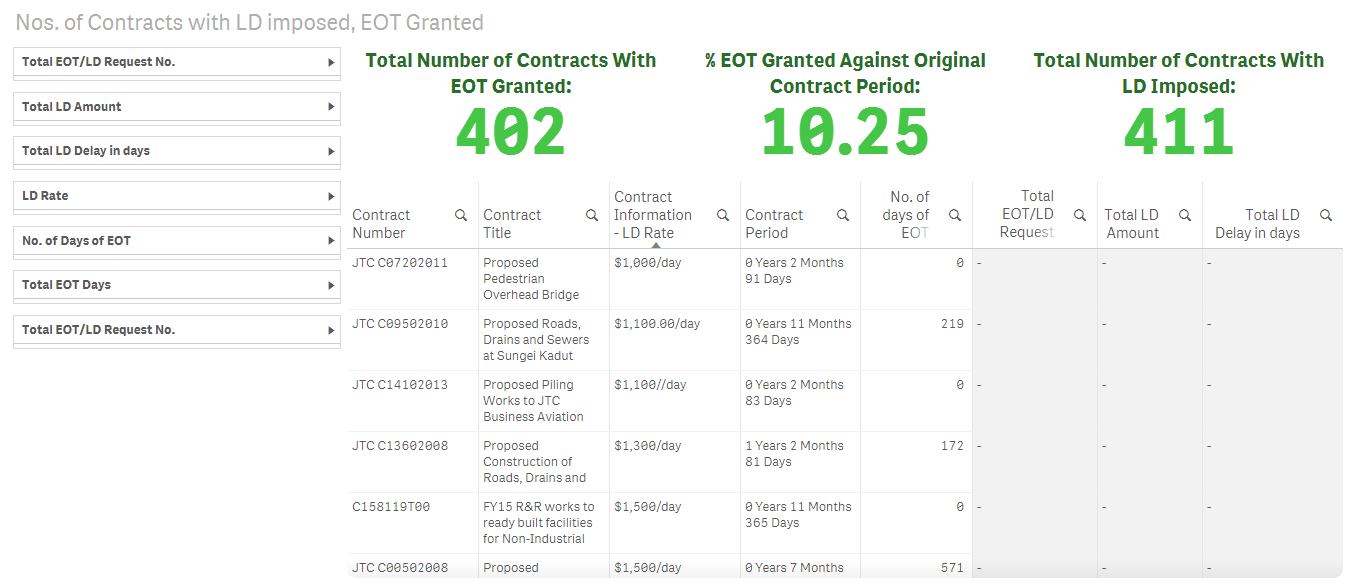 Nos. of Contracts with LD imposed, EOT Granted
Total EOT/LD Request No.
Total LD Amount
Total LD Delay in days
LD Rate
No. of Days of EOT
Total EOT Days
Total EOT/LD Request No.
Total Number of Contracts With
EOT Granted:
402
% EOT Granted Against Original
Contract Period:
10.25
Total Number of Contracts With
LD Imposed:
411
Contract
Number
Contract
Title
Contract
Information
- LD Rate
Contract
Period
No. of
days of
EOT
Total
EOT/LD
Request
Total LD
Amount
Total LD
Delay in days
JTC C07202011
Proposed
Pedestrian
Overhead Bridge
$1,000/day
0 Years 2 Months
91 Days
0
-
-
-
JTC C09502010
Proposed Roads,
Drains and Sewers
at Sungei Kadut
$1,100.00/day
0 Years 11 Months
364 Days
219
-
-
-
JTC C14102013
Proposed Piling
Works to JTC
Business Aviation
$1,100//day
0 Years 2 Months
83 Days
0
-
-
-
JTC C13602008
Proposed
Construction of
Roads, Drains and
$1,300/day
1 Years 2 Months
81 Days
172
-
-
-
C158119T00
FY15 R&R works to
ready built facilities
for Non-Industrial
$1,500/day
0 Years 11 Months
365 Days
0
-
-
-
JTC C00502008
Proposed
$1,500/day
0 Years 7 Months
571
-
-
-